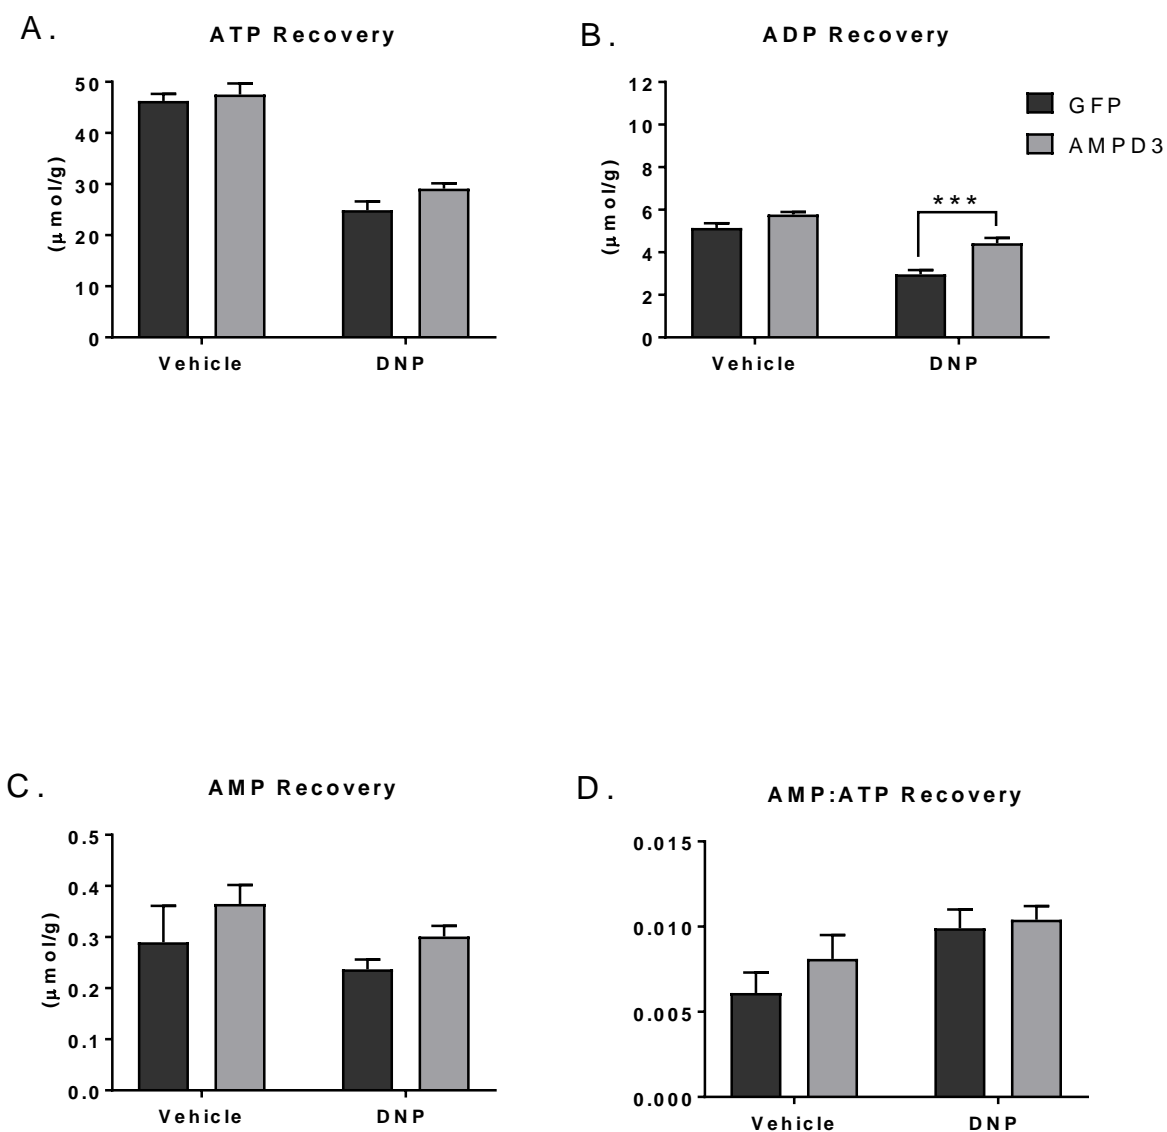 A.
ATP Recovery
50
40
30
20
10
0
(μmol/g)
Vehicle
DNP
B.
ADP Recovery
12
10
8
6
4
2
0
(μmol/g)
***
Vehicle
DNP
GFP
AMPD3
C.
AMP Recovery
0.5
0.4
0.3
0.2
0.1
0.0
(μmol/g)
Vehicle
DNP
D.
AMP:ATP Recovery
0.015
0.010
0.005
0.000
Vehicle
DNP